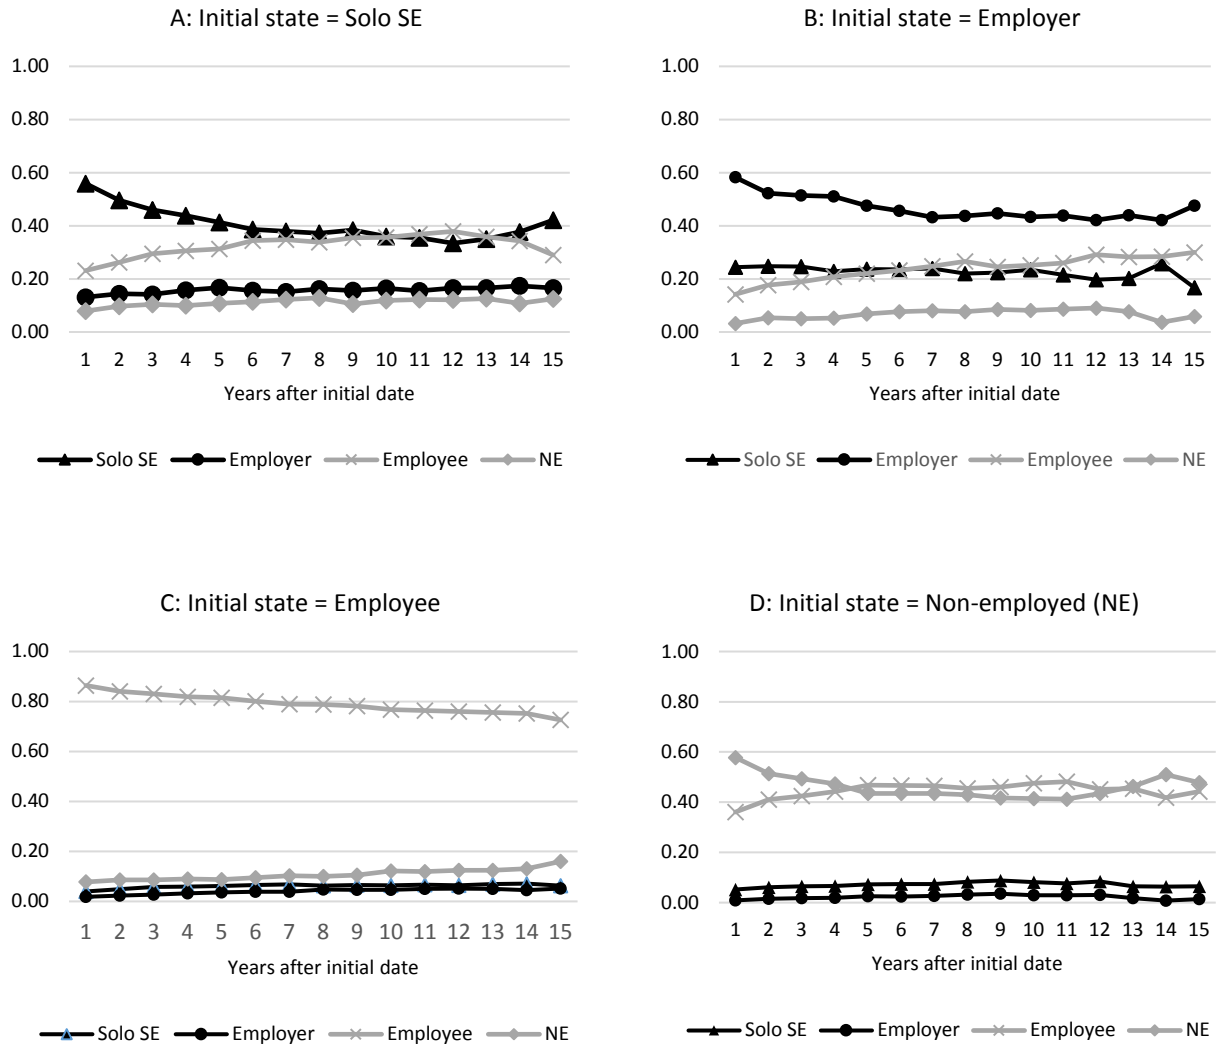 A: Initial state = Solo SE
1.00
0.80
0.60
0.40
0.20
0.00
1 2 3 4 5 6 7 8 9 10 11 12 13 14 15
Years after initial date
Solo SE Employer Employee NE
B: Initial state = Employer
1.00
0.80
0.60
0.40
0.20
0.00
1 2 3 4 5 6 7 8 9 10 11 12 13 14 15
Years after initial date
Solo SE Employer Employee NE
C: Initial state = Employee
1.00
0.80
0.60
0.40
0.20
0.00
1 2 3 4 5 6 7 8 9 10 11 12 13 14 15
Years after initial date
Solo SE Employer Employee NE
D: Initial state = Non-employed (NE)
1.00
0.80
0.60
0.40
0.20
0.00
1 2 3 4 5 6 7 8 9 10 11 12 13 14 15
Years after initial date
Solo SE Employer Employee NE